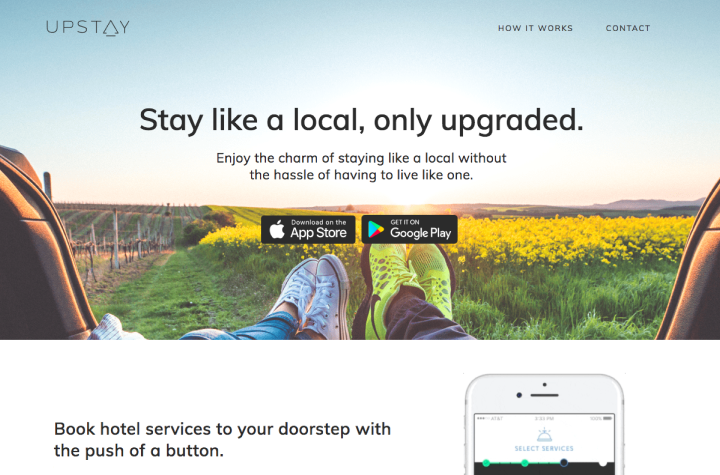 UPSTAY
HOW IT WORKS
CONTACT
Stay like a local, only upgraded.
Enjoy the charm of staying like a local without
the hassle of having to live like one.
Download on the
App Store
GET IT ON
Google Play
Book hotel services to your doorstep with
the push of a button.
AT&T
3:30 PM
100%
SELECT SERVICES